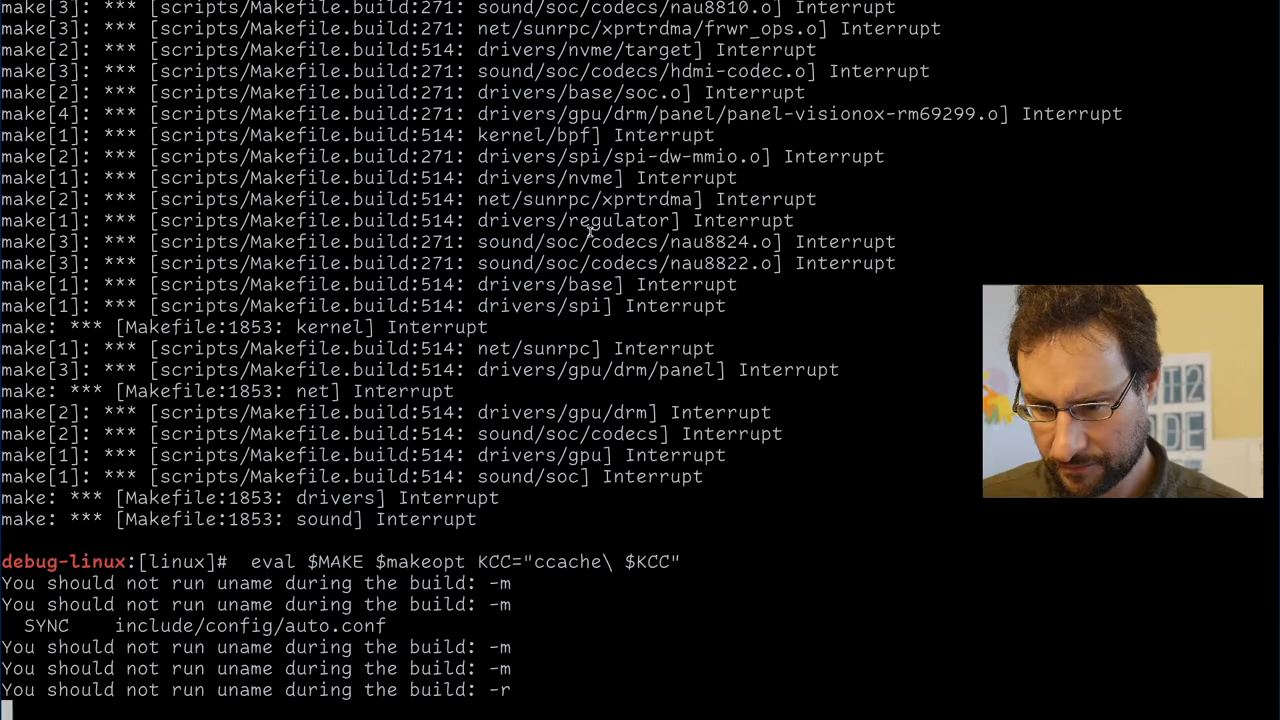 make[3]: *** [scripts/Makefile.build:271: sound/soc/codecs/nau8810.o] Interrupt
make[3]: *** [scripts/Makefile.build:271: net/sunrpc/xprtrdma/frwr_ops.o] Interrupt
make[2]: *** [scripts/Makefile.build:514: drivers/nvme/target] Interrupt
make[3]: *** [scripts/Makefile.build:271: sound/soc/codecs/hdmi-codec.o] Interrupt
make[2]: *** [scripts/Makefile.build:271: drivers/base/soc.o] Interrupt
make[4]: *** [scripts/Makefile.build:271: drivers/gpu/drm/panel/panel-visionox-rm69299.o] Interrupt
make[1]: *** [scripts/Makefile.build:514: kernel/bpf] Interrupt
make[2]: *** [scripts/Makefile.build:271: drivers/spi/spi-dw-mmio.o] Interrupt
make[1]: *** [scripts/Makefile.build:514: drivers/nvme] Interrupt
make[2]: *** [scripts/Makefile.build:514: net/sunrpc/xprtrdma] Interrupt
make[1]: *** [scripts/Makefile.build:514: drivers/regulator] Interrupt
make[3]: *** [scripts/Makefile.build:271: sound/soc/codecs/nau8824.o] Interrupt
make[3]: *** [scripts/Makefile.build:271: sound/soc/codecs/nau8822.o] Interrupt
make[1]: *** [scripts/Makefile.build:514: drivers/base] Interrupt
make[1]: *** [scripts/Makefile.build:514: drivers/spi] Interrupt
make: *** [Makefile:1853: kernel] Interrupt
make[1]: *** [scripts/Makefile.build:514: net/sunrpc] Interrupt
make[3]: *** [scripts/Makefile.build:514: drivers/gpu/drm/panel] Interrupt
make: *** [Makefile:1853: net] Interrupt
make[2]: *** [scripts/Makefile.build:514: drivers/gpu/drm] Interrupt
make[2]: *** [scripts/Makefile.build:514: sound/soc/codecs] Interrupt
make[1]: *** [scripts/Makefile.build:514: drivers/gpu] Interrupt
make[1]: *** [scripts/Makefile.build:514: sound/soc] Interrupt
make: *** [Makefile:1853: drivers] Interrupt
make: *** [Makefile:1853: sound] Interrupt
debug-linux:[linux]#  eval $MAKE $makeopt KCC="ccache\ $KCC"
You should not run uname during the build: -m
You should not run uname during the build: -m
  SYNC    include/config/auto.conf
You should not run uname during the build: -m
You should not run uname during the build: -m
You should not run uname during the build: -r